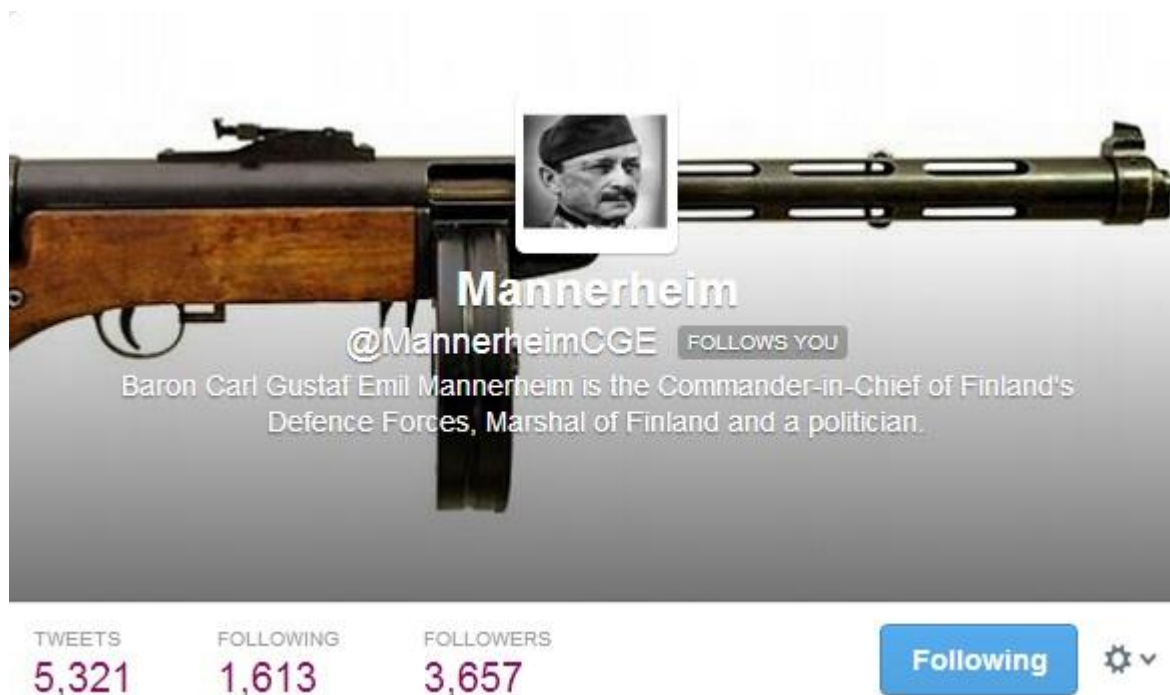 Mannerheim
@MannerheimCGE FOLLOWS YOU
Baron Carl Gustaf Emil Mannerheim is the Commander-in-Chief of Finland's
Defence Forces, Marshal of Finland and a politician.
TWEETS FOLLOWING FOLLOWERS
5,321 1,613 3,657 Following